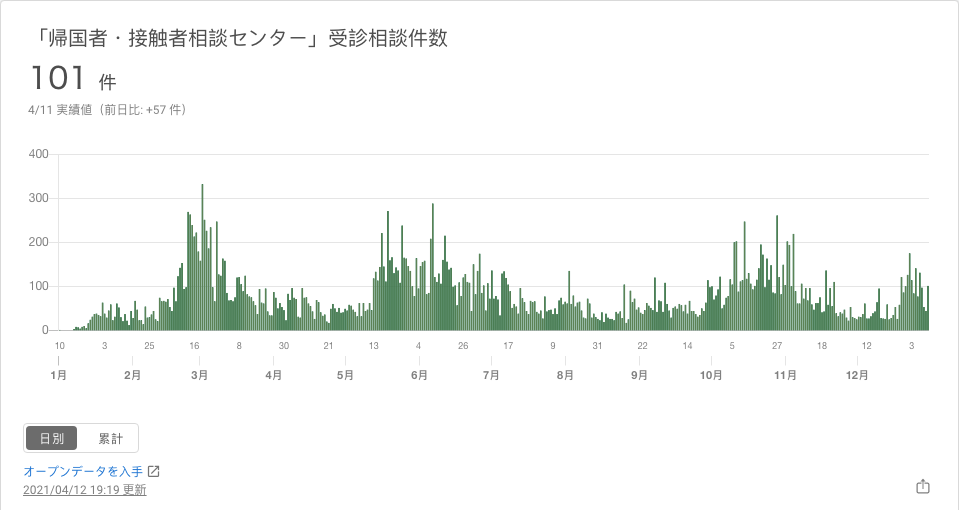 「帰国者・接触者相談センター」受診相談件数
101 件
4/11 実績値（前日比: +57 件）
400
300
200
100
0
10 3 25 16 8 30 21 13 4 26 17 9 31 22 14 5 27 18 12 3
1月 2月 3月 4月 5月 6月 7月 8月 9月 10月 11月 12月
日別 累計
オープンデータを入手
2021/04/12 19:19 更新